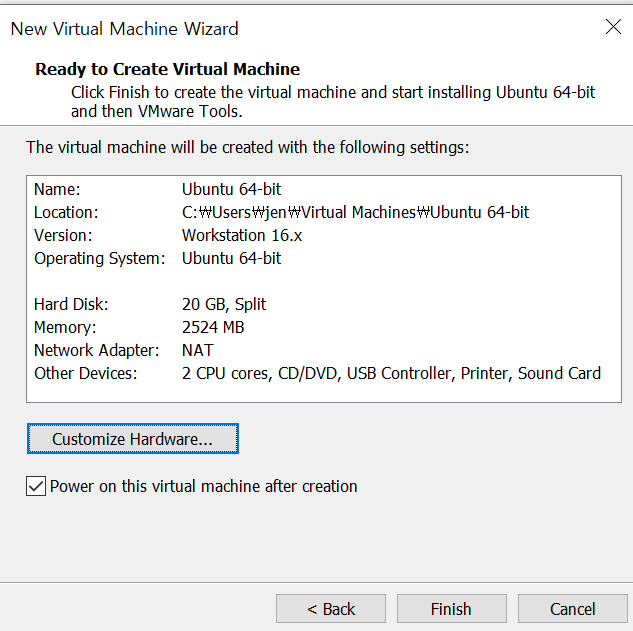 New Virtual Machine Wizard
Ready to Create Virtual Machine
Click Finish to create the virtual machine and start installing Ubuntu 64-bit
and then VMware Tools.
The virtual machine will be created with the following settings:
Name: Ubuntu 64-bit
Location: C:₩Users₩jen₩Virtual Machines₩Ubuntu 64-bit
Version: Workstation 16.x
Operating System: Ubuntu 64-bit
Hard Disk: 20 GB, Split
Memory: 2524 MB
Network Adapter: NAT
Other Devices: 2 CPU cores, CD/DVD, USB Controller, Printer, Sound Card
Customize Hardware...
Power on this virtual machine after creation
< Back Finish Cancel